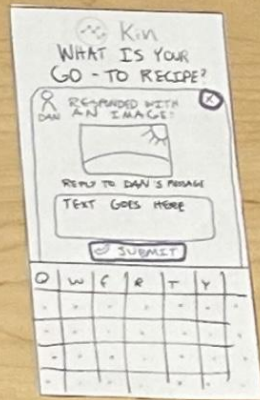 Kin
WHAT IS YOUR
GO-TO RECIPE?
DAN
RESPONDED WITH
AN IMAGE:
X
REPLY TO DAN'S MESSAGE
TEXT GOES HERE
SUBMIT
Q W E R T Y